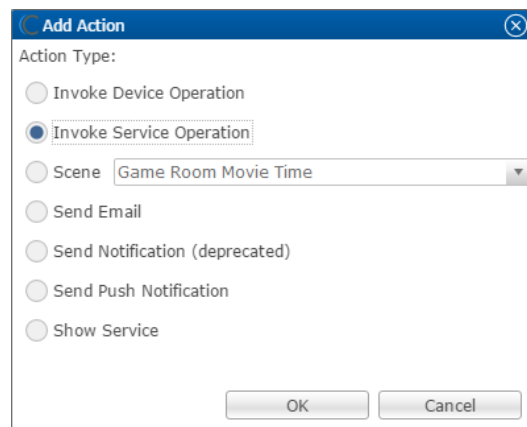 Add Action
Action Type:
Invoke Device Operation
Invoke Service Operation
Scene Game Room Movie Time
Send Email
Send Notification (deprecated)
Send Push Notification
Show Service
OK Cancel